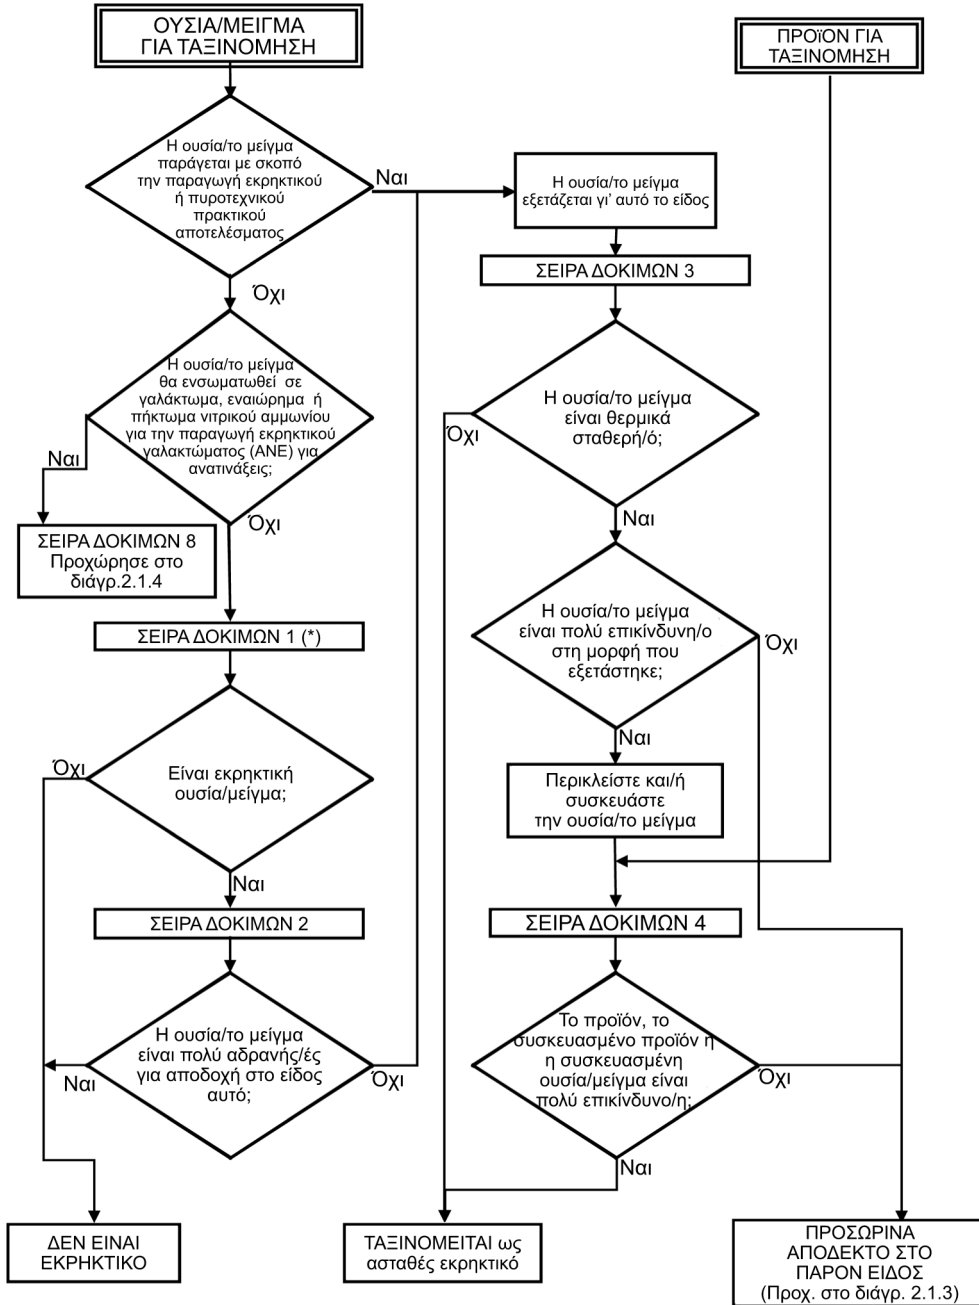 ΟΥΣΙΑ/ΜΕΙΓΜΑ
ΓΙΑ ΤΑΞΙΝΟΜΗΣΗ
Η ουσία/το μείγμα
παράγεται με σκοπό
την παραγωγή εκρηκτικού
ή πυροτεχνικού
πρακτικού
αποτελέσματος
Ναι
Όχι
Η ουσία/το μείγμα
θα ενσωματωθεί σε
γαλάκτωμα, εναιώρημα ή
πήκτωμα νιτρικού αμμωνίου
για την παραγωγή εκρηκτικού
γαλακτώματος (ΑΝΕ) για
ανατινάξεις;
Ναι
Όχι
ΣΕΙΡΑ ΔΟΚΙΜΩΝ 8
Προχώρησε στο
διάγρ.2.1.4
ΣΕΙΡΑ ΔΟΚΙΜΩΝ 1 (*)
Είναι εκρηκτική
ουσία/μείγμα;
Όχι
Ναι
ΣΕΙΡΑ ΔΟΚΙΜΩΝ 2
Η ουσία/το μείγμα
είναι πολύ αδρανής/ές
για αποδοχή στο είδος
αυτό;
Ναι
Όχι
ΔΕΝ ΕΙΝΑΙ
ΕΚΡΗΚΤΙΚΟ
ΠΡΟϊΟΝ ΓΙΑ
ΤΑΞΙΝΟΜΗΣΗ
Η ουσία/το μείγμα
εξετάζεται γι' αυτό το είδος
ΣΕΙΡΑ ΔΟΚΙΜΩΝ 3
Η ουσία/το μείγμα
είναι θερμικά
σταθερή/ό;
Όχι
Ναι
Η ουσία/το μείγμα
είναι πολύ επικίνδυνη/ο
στη μορφή που
εξετάστηκε;
Όχι
Ναι
Περικλείστε και/ή
συσκευάστε
την ουσία/το μείγμα
ΣΕΙΡΑ ΔΟΚΙΜΩΝ 4
Το προϊόν, το
συσκευασμένο προϊόν ή
η συσκευασμένη
ουσία/μείγμα είναι
πολύ επικίνδυνο/η;
Όχι
Ναι
ΤΑΞΙΝΟΜΕΙΤΑΙ ως
ασταθές εκρηκτικό
ΠΡΟΣΩΡΙΝΑ
ΑΠΟΔΕΚΤΟ ΣΤΟ
ΠΑΡΟΝ ΕΙΔΟΣ
(Προχ. στο διάγρ. 2.1.3)